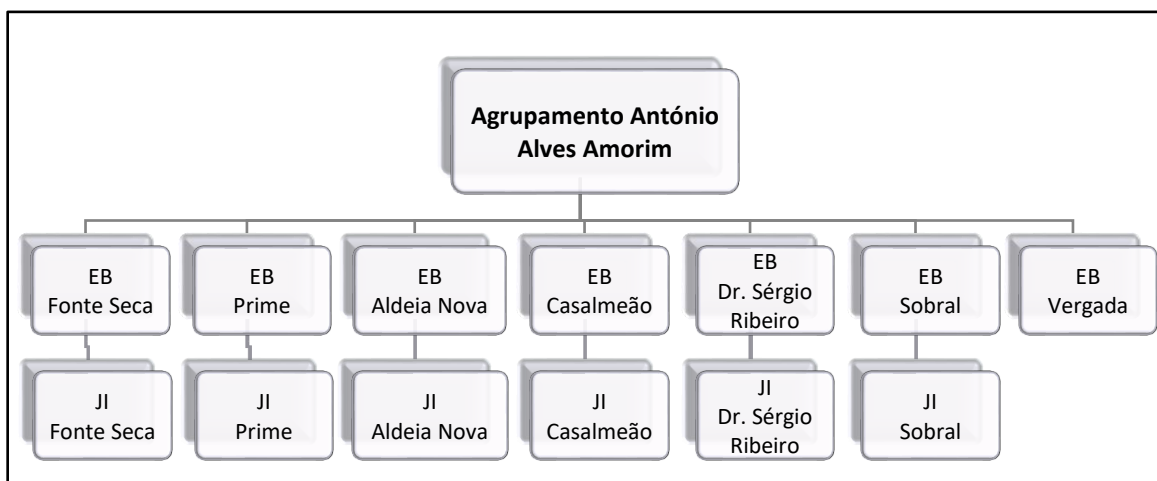 Agrupamento António
Alves Amorim
EB
Fonte Seca
EB
Prime
EB
Aldeia Nova
EB
Casalmeão
EB
Dr. Sérgio
Ribeiro
EB
Sobral
EB
Vergada
JI
Fonte Seca
JI
Prime
JI
Aldeia Nova
JI
Casalmeão
JI
Dr. Sérgio
Ribeiro
JI
Sobral